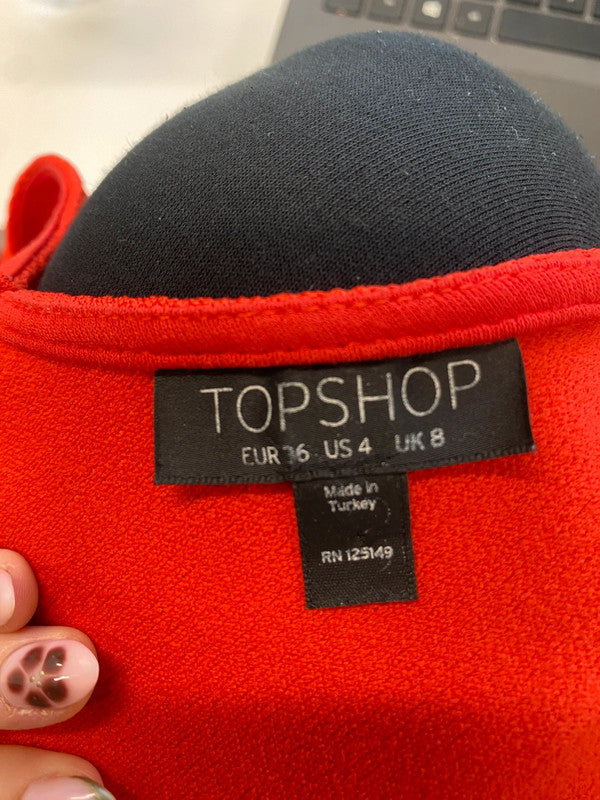 TOPSHOP
EUR 36 US 4 UK 8
Made in
Turkey
RN 125149